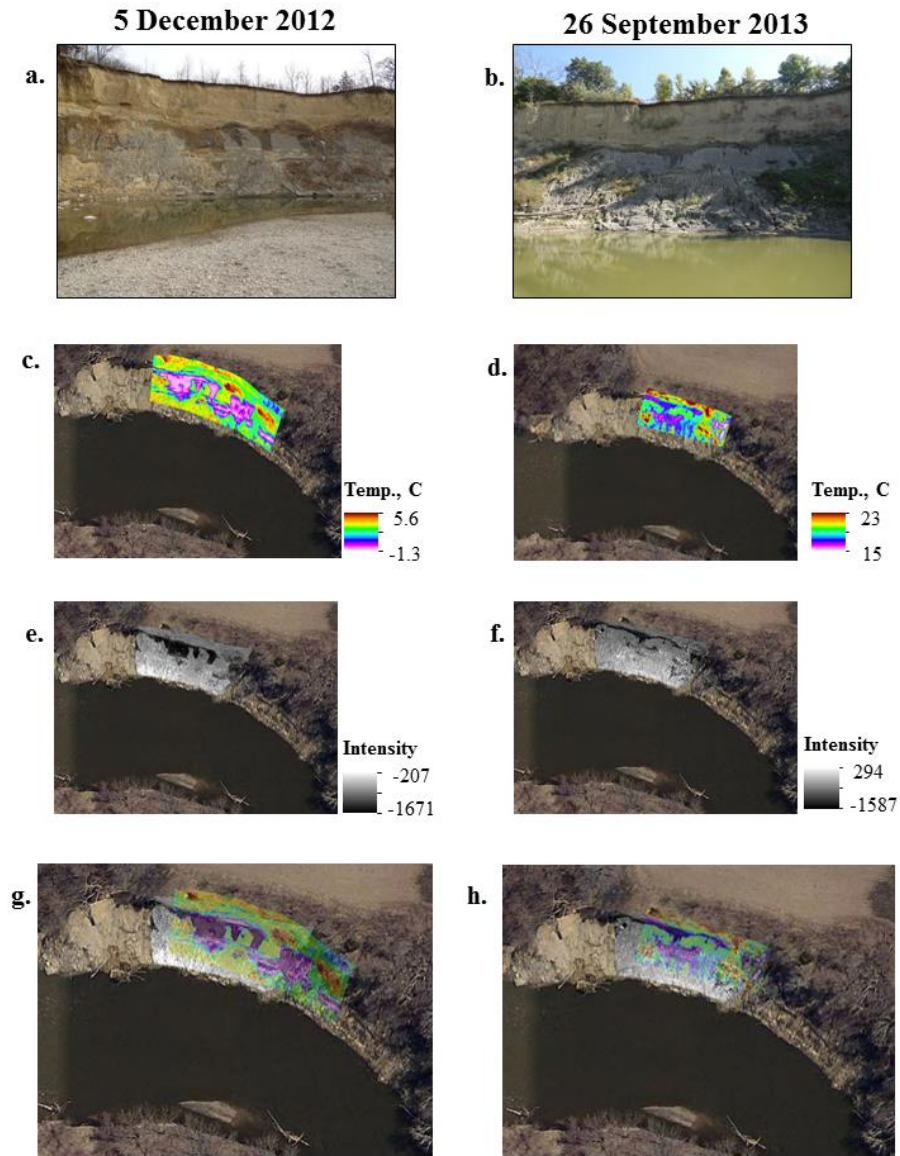 5 December 2012
26 September 2013
a.
b.
c.
d.
Temp., C
5.6
-1.3
Temp., C
23
15
e.
f.
Intensity
-207
-1671
Intensity
294
-1587
g.
h.